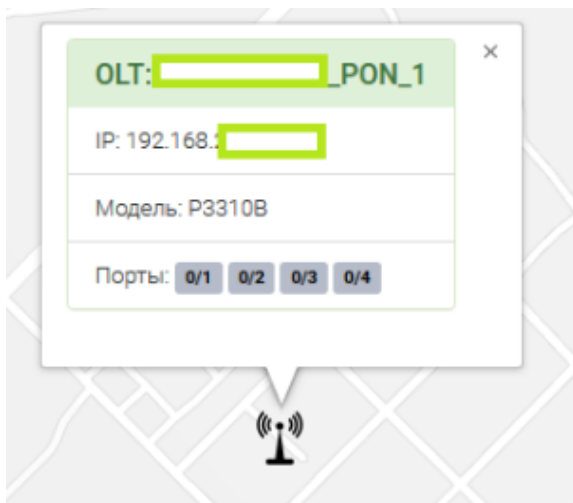 OLT: _PON_1
×
IP: 192.168.
Модель: P3310B
Порты: 0/1 0/2 0/3 0/4